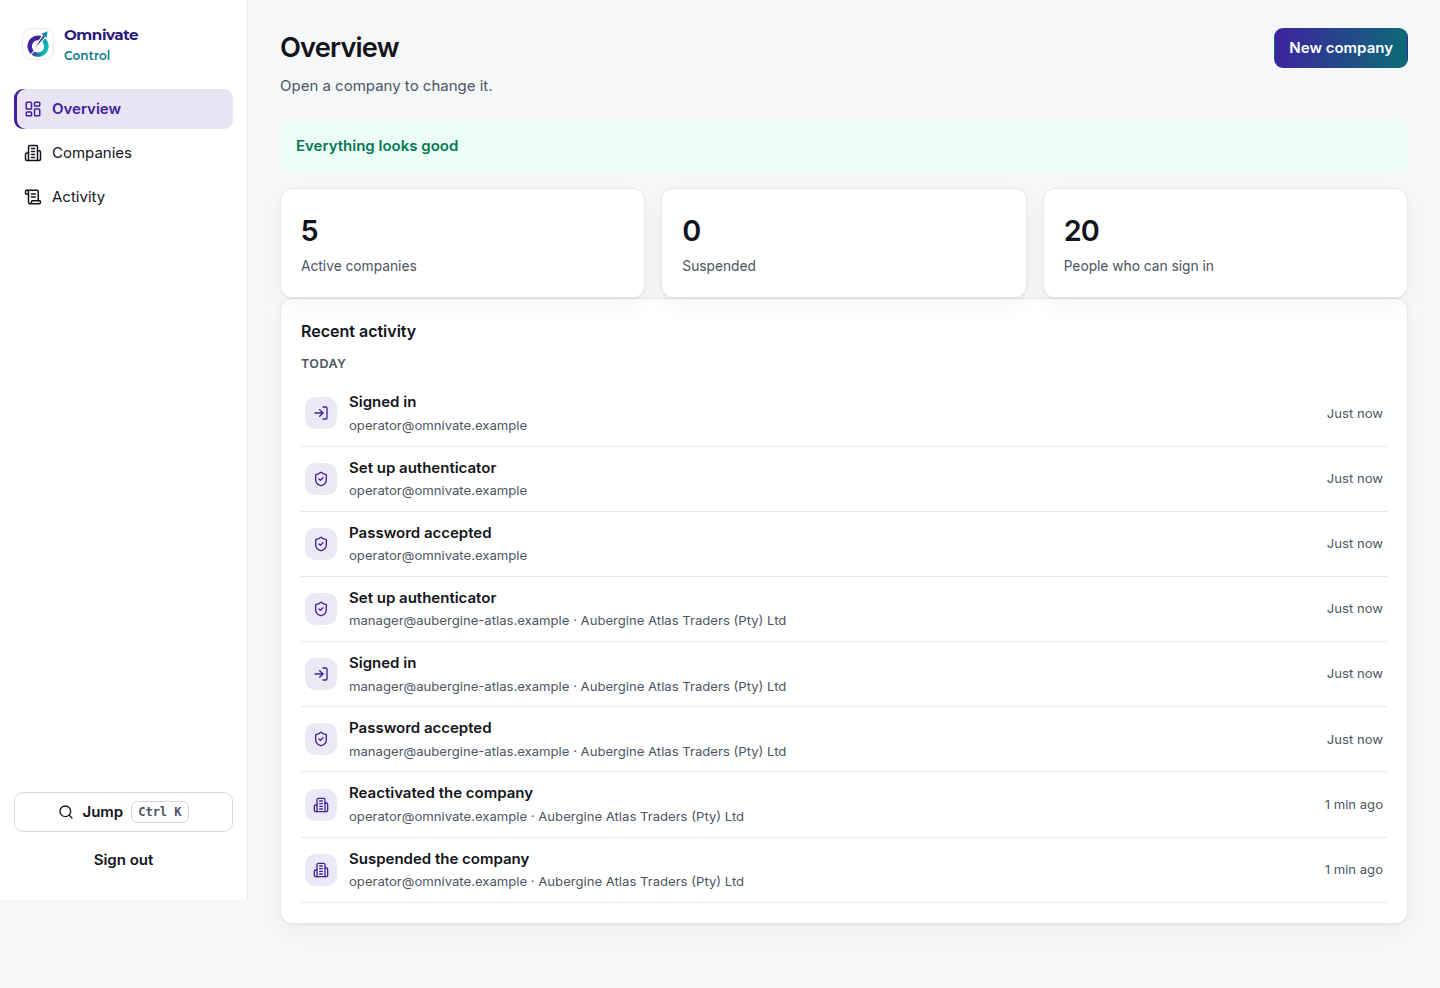 Omnivate
Control
Overview
Companies
Activity
Jump Ctrl K
Sign out
Overview
New company
Open a company to change it.
Everything looks good
5
Active companies
0
Suspended
20
People who can sign in
Recent activity
TODAY
Signed in
operator@omnivate.example
Just now
Set up authenticator
operator@omnivate.example
Just now
Password accepted
operator@omnivate.example
Just now
Set up authenticator
manager@aubergine-atlas.example · Aubergine Atlas Traders (Pty) Ltd
Just now
Signed in
manager@aubergine-atlas.example · Aubergine Atlas Traders (Pty) Ltd
Just now
Password accepted
manager@aubergine-atlas.example · Aubergine Atlas Traders (Pty) Ltd
Just now
Reactivated the company
operator@omnivate.example · Aubergine Atlas Traders (Pty) Ltd
1 min ago
Suspended the company
operator@omnivate.example · Aubergine Atlas Traders (Pty) Ltd
1 min ago